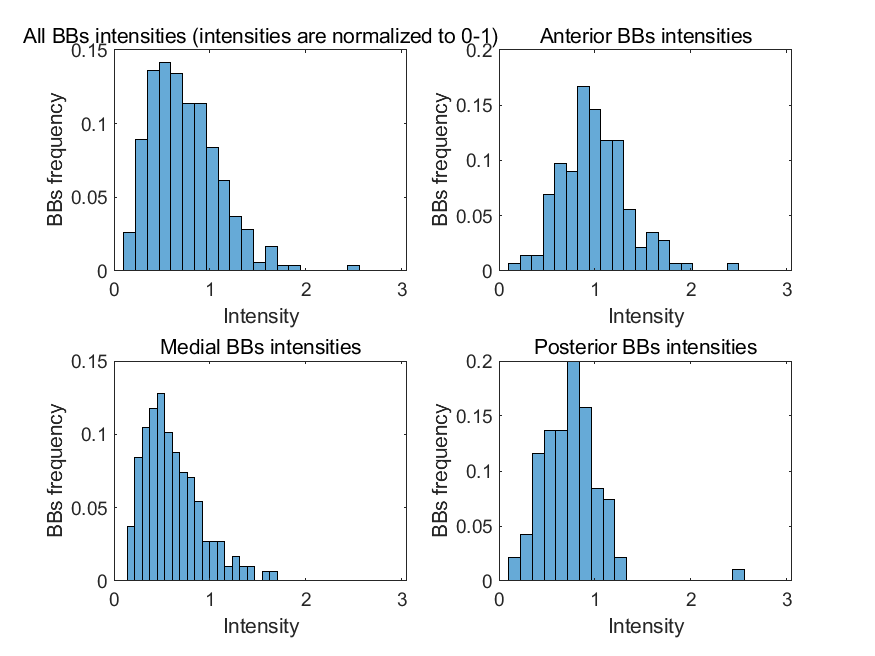 All BBs intensities (intensities are normalized to 0-1)
0.15
0.1
0.05
0
BBs frequency
0 1 2 3
Intensity
Anterior BBs intensities
0.2
0.15
0.1
0.05
0
BBs frequency
0 1 2 3
Intensity
Medial BBs intensities
0.15
0.1
0.05
0
BBs frequency
0 1 2 3
Intensity
Posterior BBs intensities
0.2
0.15
0.1
0.05
0
BBs frequency
0 1 2 3
Intensity